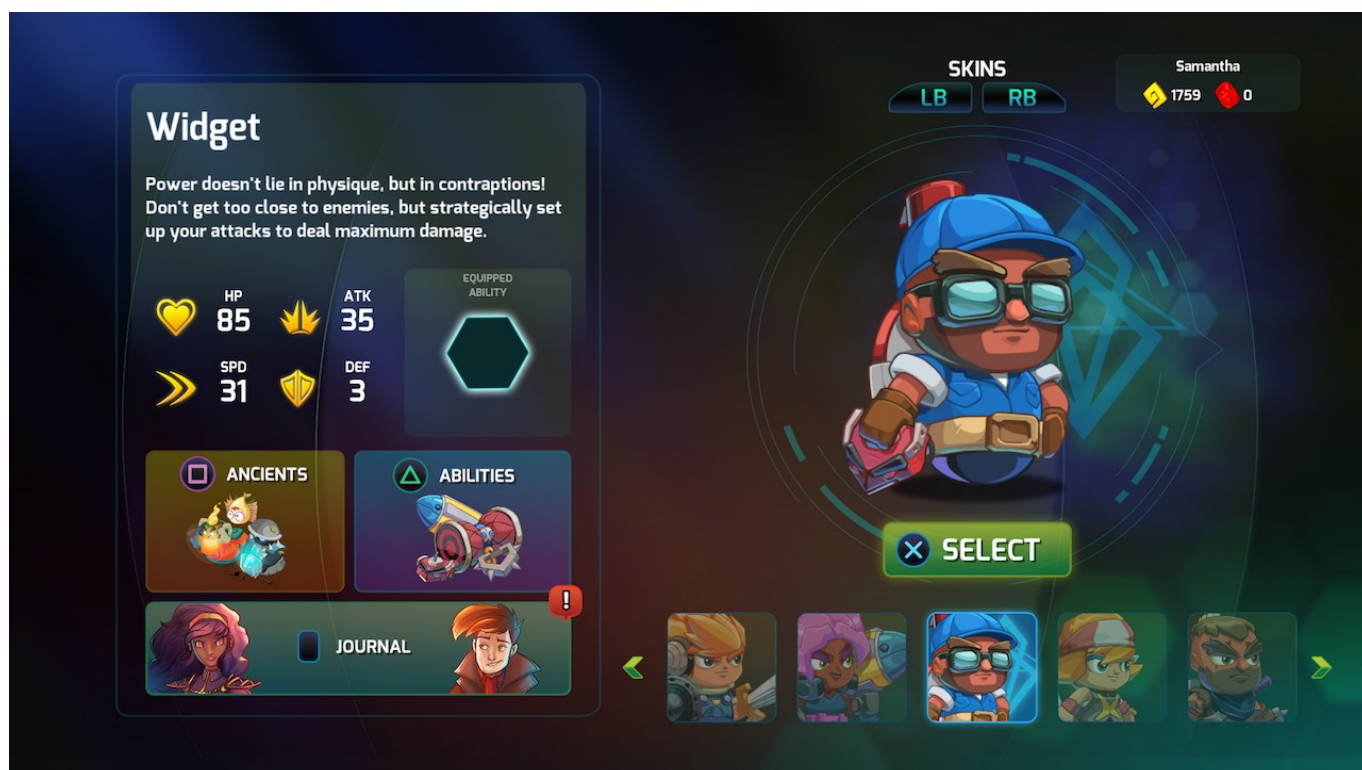 Widget
Power doesn't lie in physique, but in contraptions!
Don't get too close to enemies, but strategically set
up your attacks to deal maximum damage.
HP
85
ATK
35
SPD
31
DEF
3
EQUIPPED
ABILITY
ANCIENTS
ABILITIES
!
JOURNAL
SKINS
LB
RB
Samantha
1759
0
SELECT